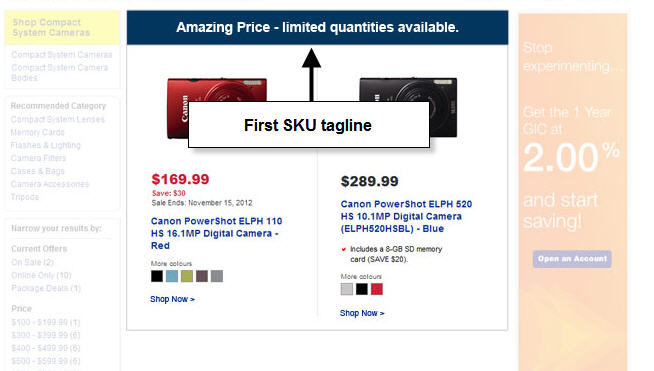 Shop Compact
System Cameras
Compact System Cameras
Compact System Camera
Bodies
Recommended Category
Compact System Lenses
Memory Cards
Flashes & Lighting
Camera Filters
Cases & Bags
Camera Accessories
Tripods
Narrow your results by:
Current Offers
On Sale (2)
Online Only (10)
Package Deals (1)
Price
$100 - $199.99 (1)
$300 - $399.99 (6)
$400 - $499.99 (6)
$500 - $599.99 (6)
Amazing Price - limited quantities available.
Canon
Canon
First SKU tagline
$169.99
Save: $30
Sale Ends: November 15, 2012
Canon PowerShot ELPH 110
HS 16.1MP Digital Camera -
Red
More colours
Shop Now >
$289.99
Canon PowerShot ELPH 520
HS 10.1MP Digital Camera
(ELPH520HSBL) - Blue
Includes a 8-GB SD memory
card (SAVE $20).
More colours
Shop Now >
Stop
experimenting...
Get the 1 Year
GIC at
2.00%
and start
saving!
Open an Account